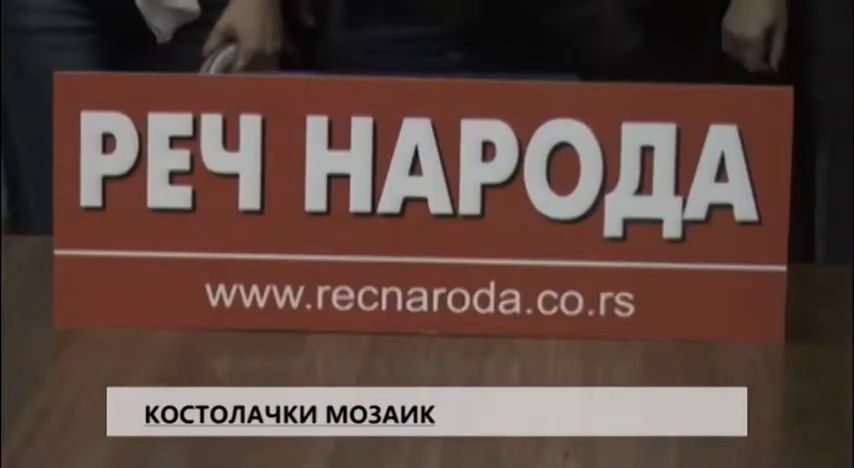 РЕЧ НАРОДА
www.recnaroda.co.rs
КОСТОЛАЧКИ МОЗАИК